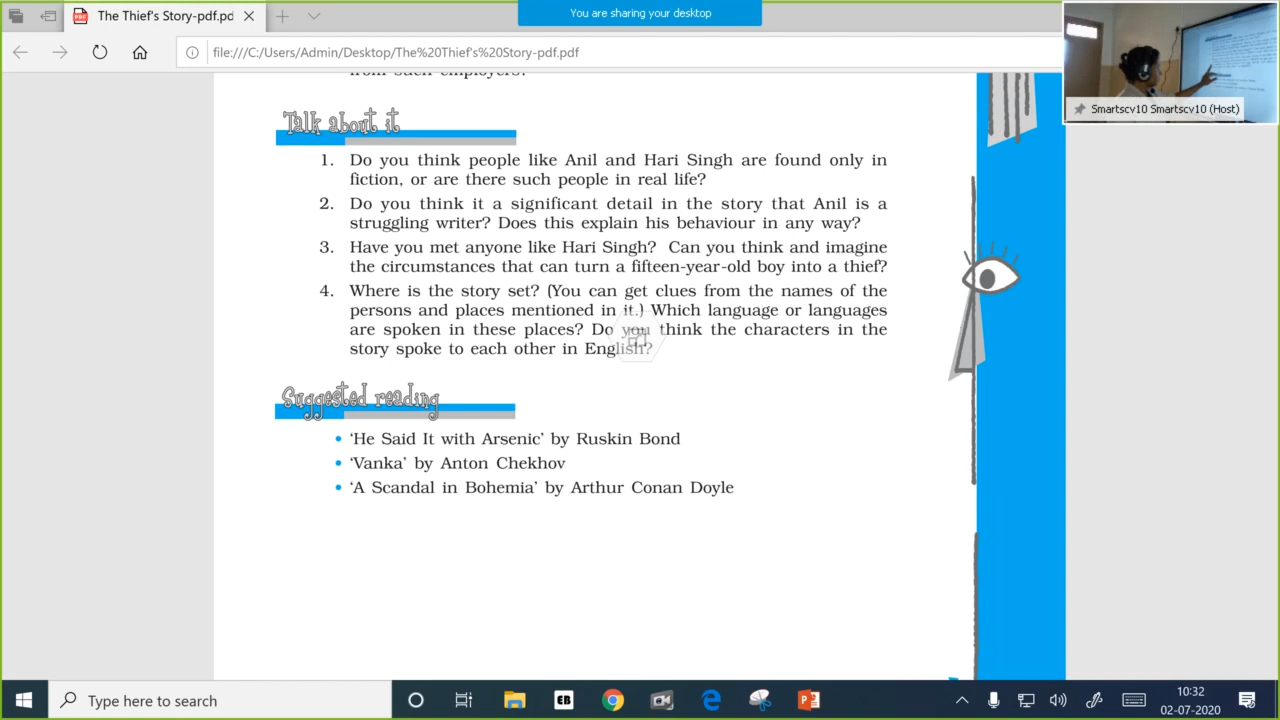 The Thief's Story-pdf.pd
You are sharing your desktop
file:///C:/Users/Admin/Desktop/The%20Thief's%20Story-pdf.pdf
from such employers.
Smartscv10 Smartscv10 (Host)
Talk about it
1. Do you think people like Anil and Hari Singh are found only in
fiction, or are there such people in real life?
2. Do you think it a significant detail in the story that Anil is a
struggling writer? Does this explain his behaviour in any way?
3. Have you met anyone like Hari Singh? Can you think and imagine
the circumstances that can turn a fifteen-year-old boy into a thief?
4. Where is the story set? (You can get clues from the names of the
persons and places mentioned in it.) Which language or languages
are spoken in these places? Do you think the characters in the
story spoke to each other in English?
Suggested reading
• ‘He Said It with Arsenic’ by Ruskin Bond
• ‘Vanka’ by Anton Chekhov
• ‘A Scandal in Bohemia’ by Arthur Conan Doyle
Type here to search
10:32
02-07-2020